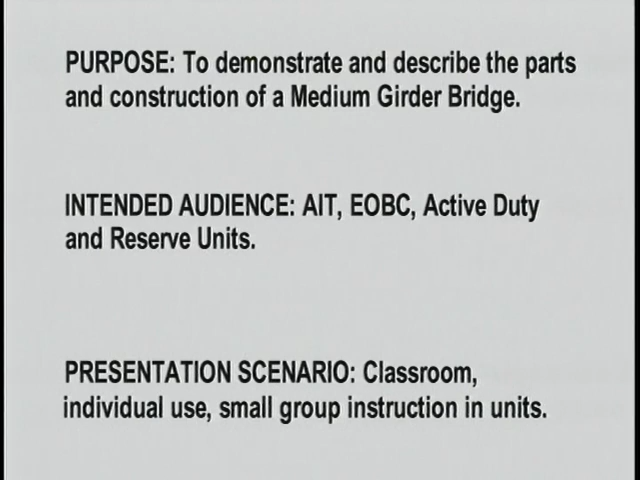 PURPOSE: To demonstrate and describe the parts
and construction of a Medium Girder Bridge.
INTENDED AUDIENCE: AIT, EOBC, Active Duty
and Reserve Units.
PRESENTATION SCENARIO: Classroom,
individual use, small group instruction in units.